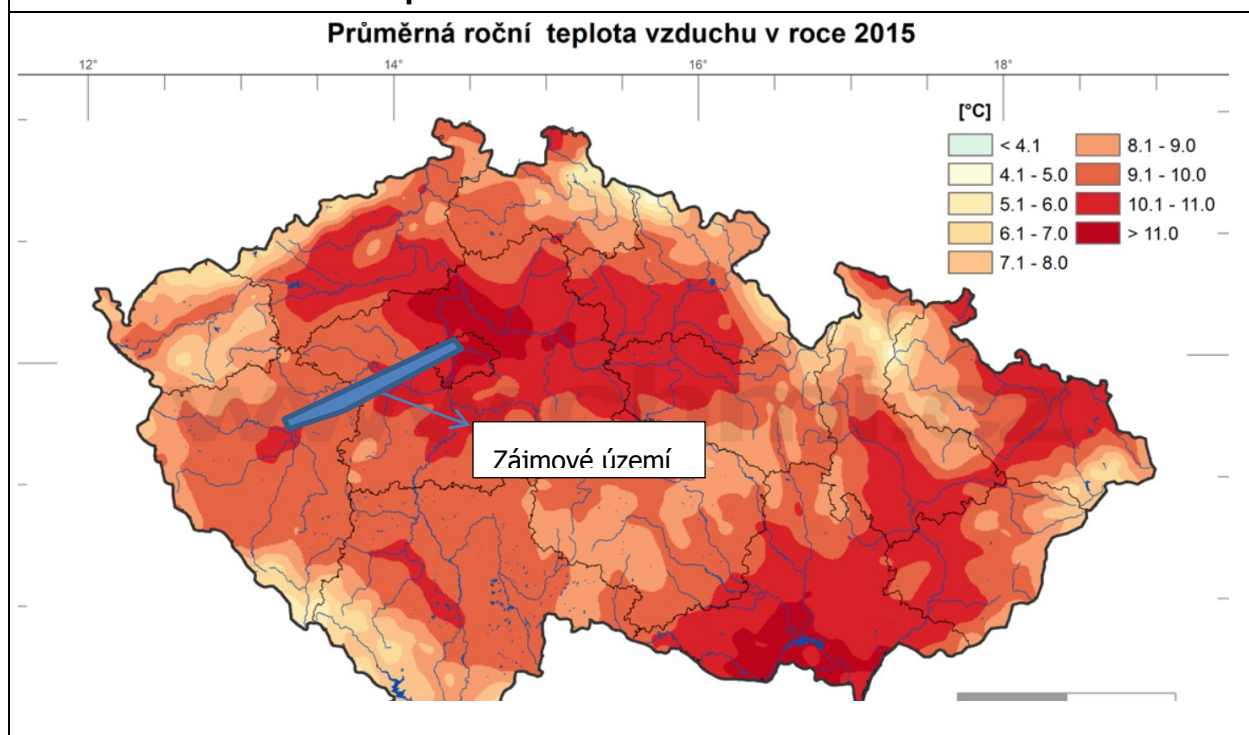 Průměrná roční teplota vzduchu v roce 2015
12° 14° 16° 18°
[°C]
< 4.1
4.1 - 5.0
5.1 - 6.0
6.1 - 7.0
7.1 - 8.0
8.1 - 9.0
9.1 - 10.0
10.1 - 11.0
> 11.0
Zájmové území